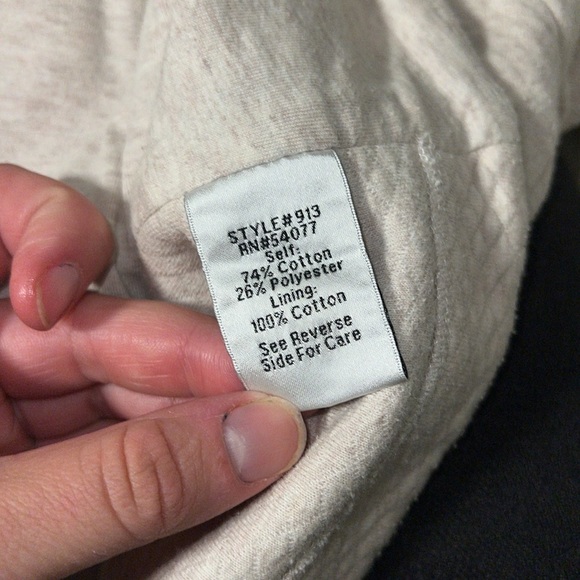 STYLE#913
RN#54077
Self:
74% Cotton
26% Polyester
Lining:
100% Cotton
See Reverse
Side For Care